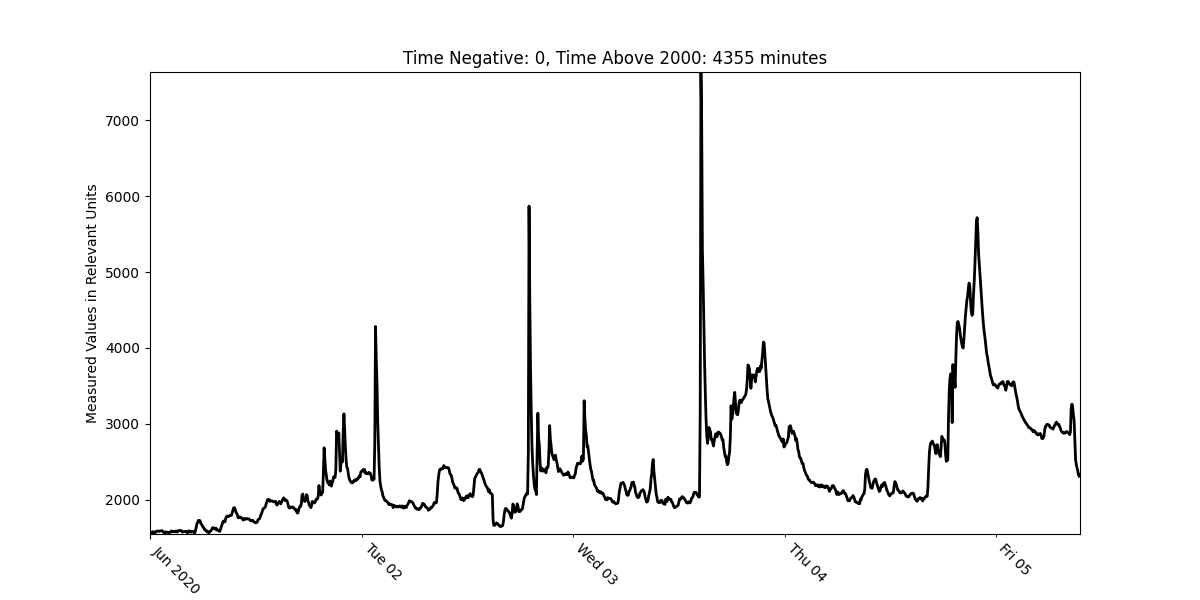 Time Negative: 0, Time Above 2000: 4355 minutes
Measured Values in Relevant Units
7000
6000
5000
4000
3000
2000
Jun 2020
Tue 02
Wed 03
Thu 04
Fri 05